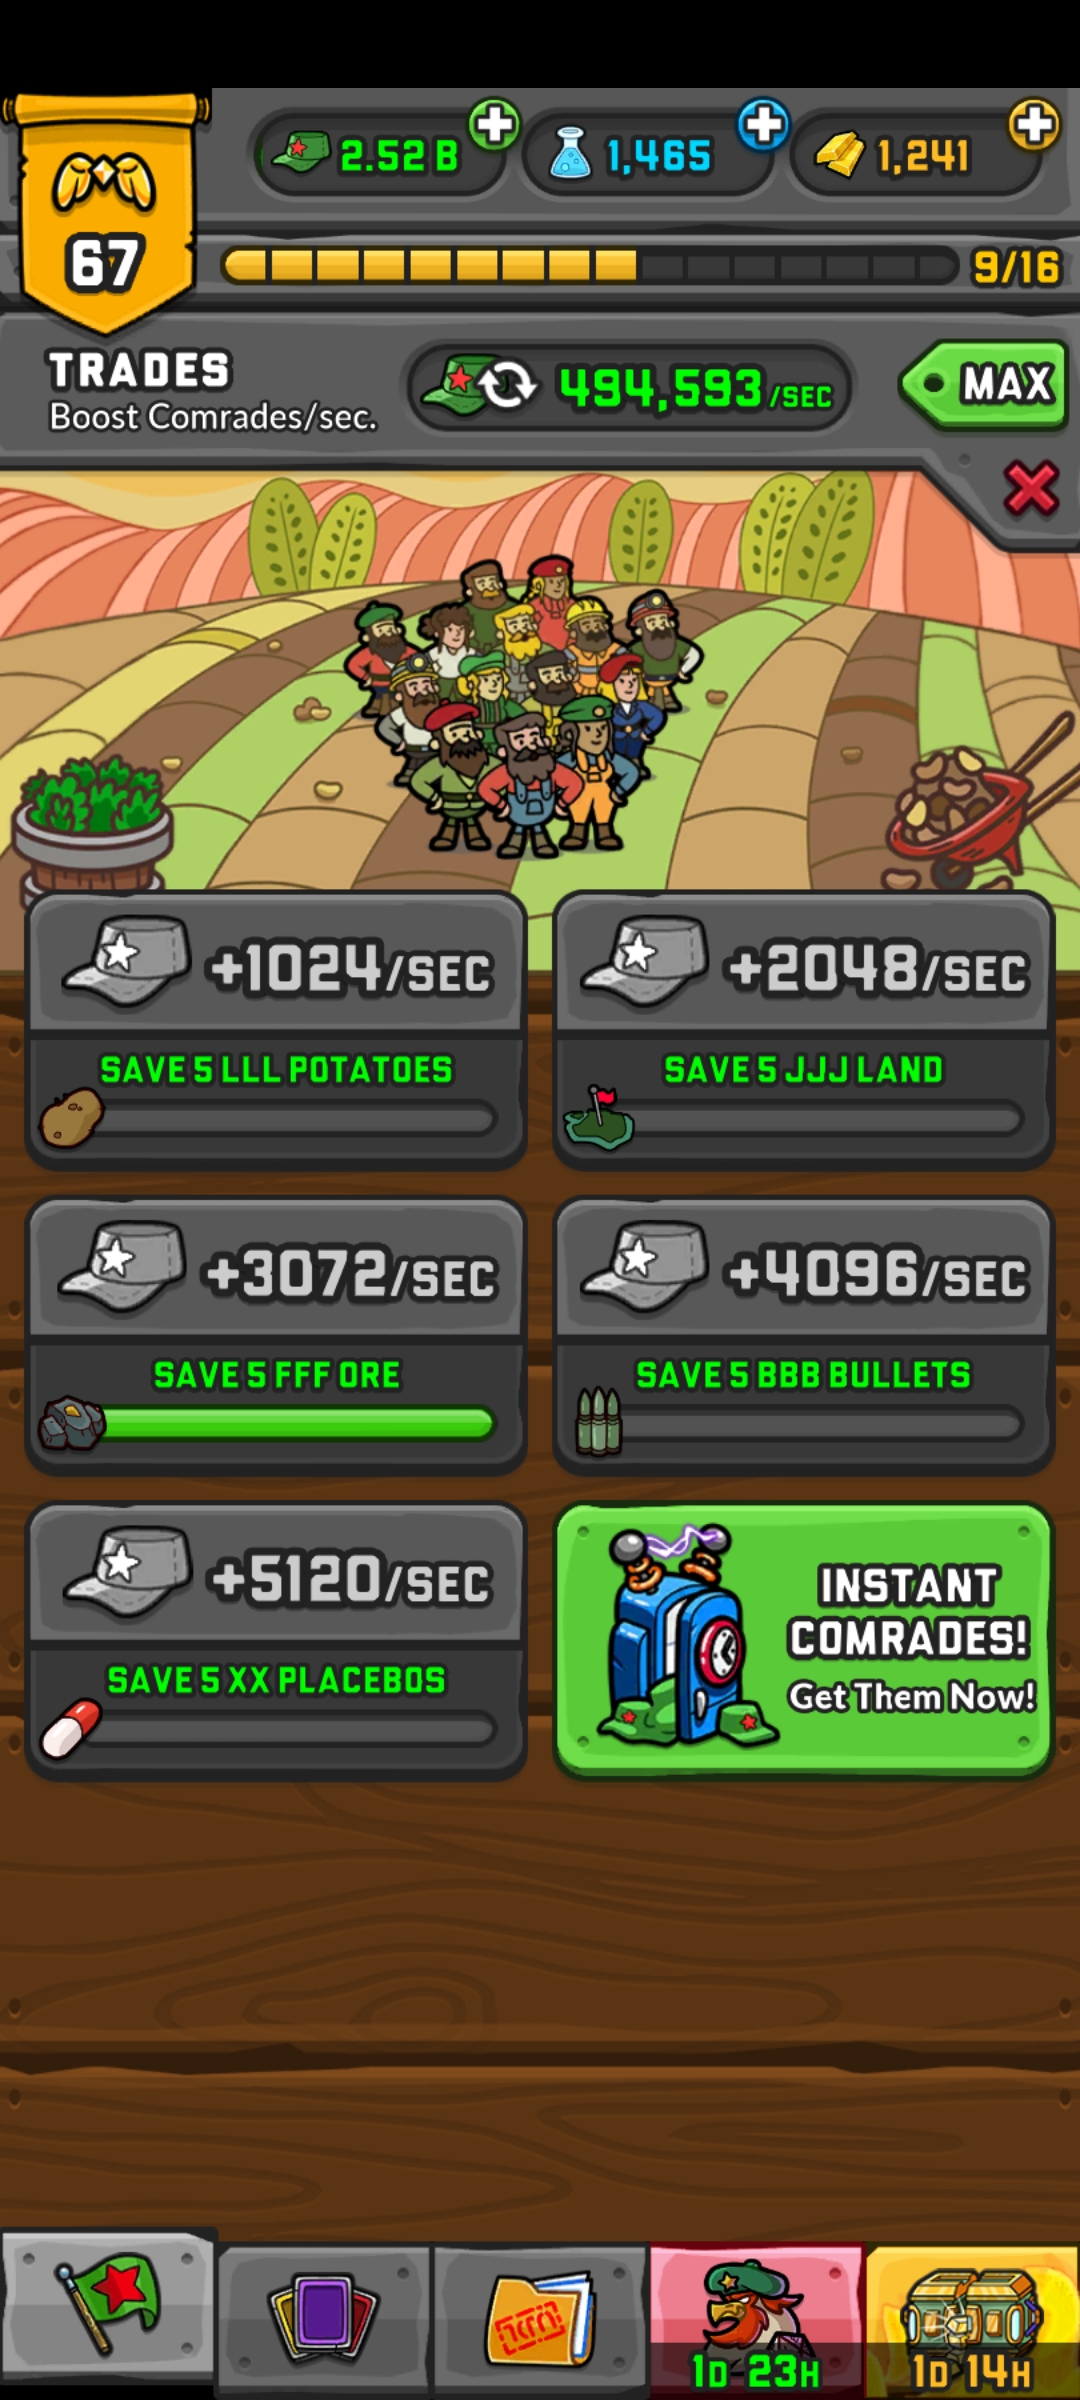 2.52 B
1,465
1,241
67
9/16
TRADES
Boost Comrades/sec.
494,593/SEC
MAX
+1024/SEC
SAVE 5 LLL POTATOES
+2048/SEC
SAVE 5 JJJ LAND
+3072/SEC
SAVE 5 FFF ORE
+4096/SEC
SAVE 5 BBB BULLETS
+5120/SEC
SAVE 5 XX PLACEBOS
INSTANT
COMRADES!
Get Them Now!
1D 23H
1D 14H